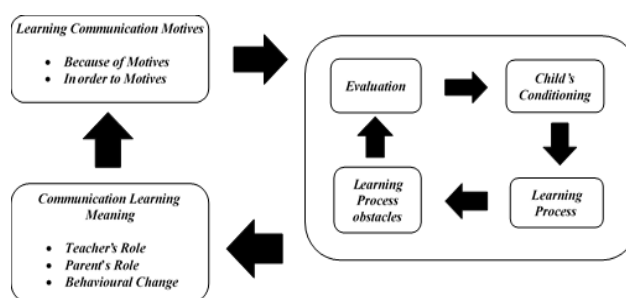 Learning Communication Motives
• Because of Motives
• In order to Motives
Evaluation
Child's
Conditioning
Learning
Process
obstacles
Learning
Process
Communication Learning
Meaning
• Teacher's Role
• Parent's Role
• Behavioural Change